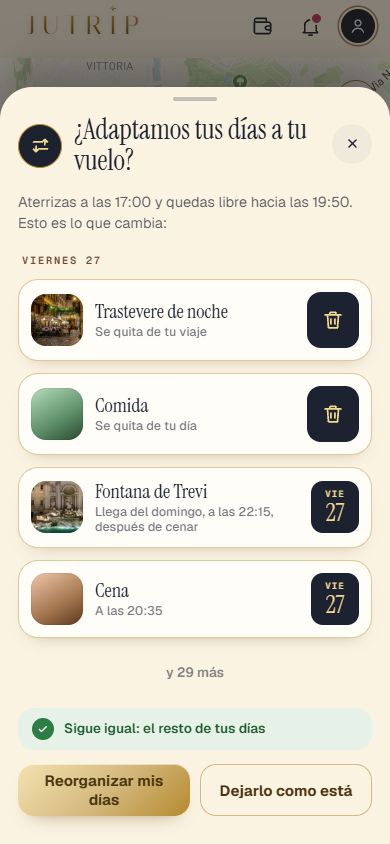 JUTRIP
VITTORIA
Via N
¿Adaptamos tus días a tu
vuelo?
Aterrizas a las 17:00 y quedas libre hacia las 19:50.
Esto es lo que cambia:
VIERNES 27
Trastevere de noche
Se quita de tu viaje
Comida
Se quita de tu día
Fontana de Trevi
Llega del domingo, a las 22:15,
después de cenar
VIE
27
Cena
A las 20:35
VIE
27
y 29 más
Sigue igual: el resto de tus días
Reorganizar mis
días
Dejarlo como está